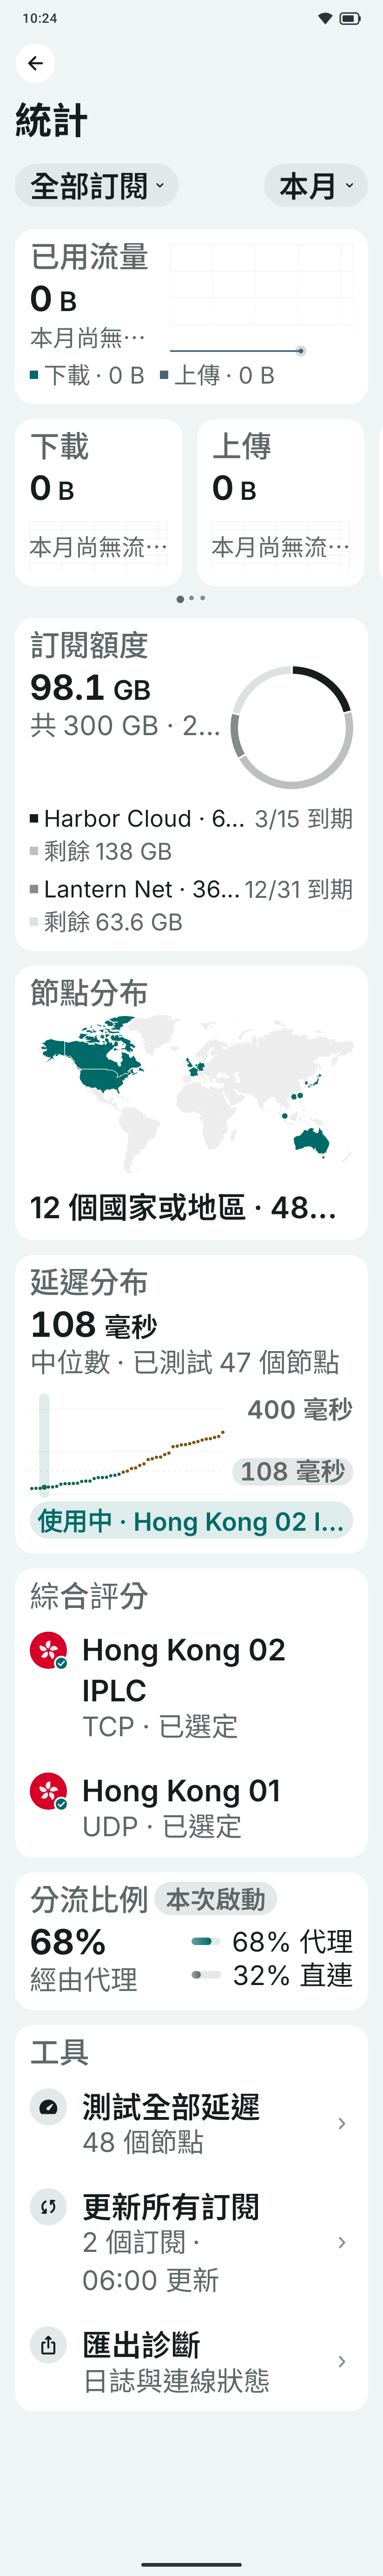 10:24
統計
全部訂閱
本月
已用流量
0 B
本月尚無…
下載 · 0 B
上傳 · 0 B
下載
0 B
本月尚無流…
上傳
0 B
本月尚無流…
訂閱額度
98.1 GB
共 300 GB · 2…
Harbor Cloud · 6… 3/15 到期
剩餘 138 GB
Lantern Net · 36… 12/31 到期
剩餘 63.6 GB
節點分布
12 個國家或地區 · 48…
延遲分布
108 毫秒
中位數 · 已測試 47 個節點
400 毫秒
108 毫秒
使用中 · Hong Kong 02 I…
綜合評分
Hong Kong 02
IPLC
TCP · 已選定
Hong Kong 01
UDP · 已選定
分流比例 本次啟動
68%
經由代理
68% 代理
32% 直連
工具
測試全部延遲
48 個節點
更新所有訂閱
2 個訂閱 ·
06:00 更新
匯出診斷
日誌與連線狀態